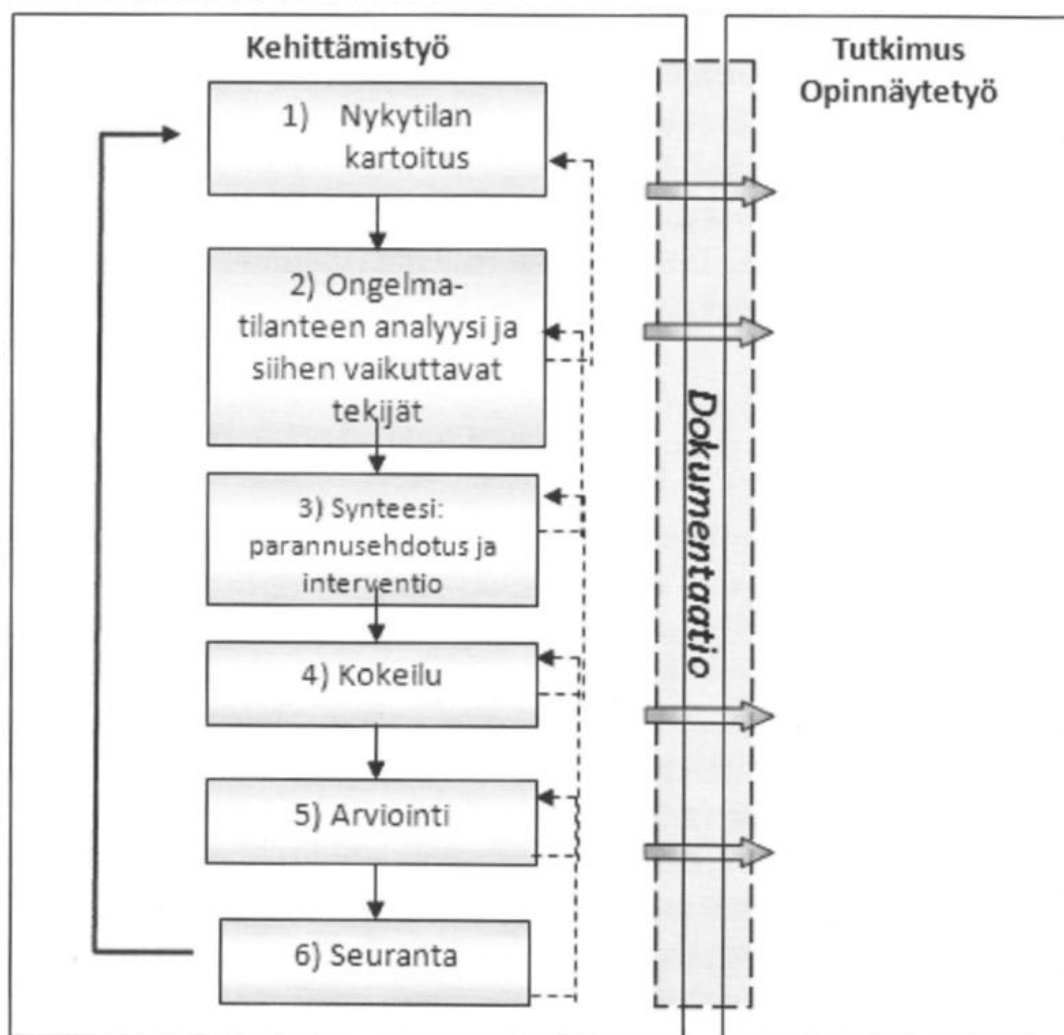 Kehittämistyö
1) Nykytilan
kartoitus
2) Ongelma-
tilanteen analyysi ja
siihen vaikuttavat
tekijät
3) Synteesi:
parannusehdotus ja
interventio
4) Kokeilu
5) Arviointi
6) Seuranta
Dokumentaatio
Tutkimus
Opinnäytetyö